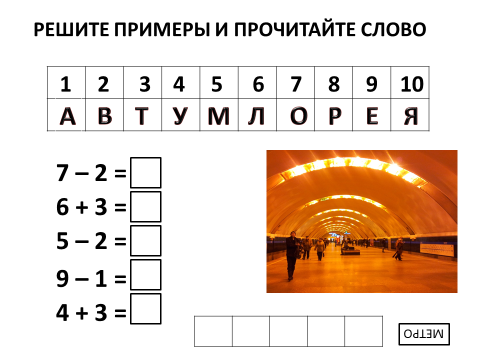 РЕШИТЕ ПРИМЕРЫ И ПРОЧИТАЙТЕ СЛОВО
1 2 3 4 5 6 7 8 9 10
А В Т У М Л О Р Е Я
7 – 2 =
6 + 3 =
5 – 2 =
9 – 1 =
4 + 3 =
МЕТРО